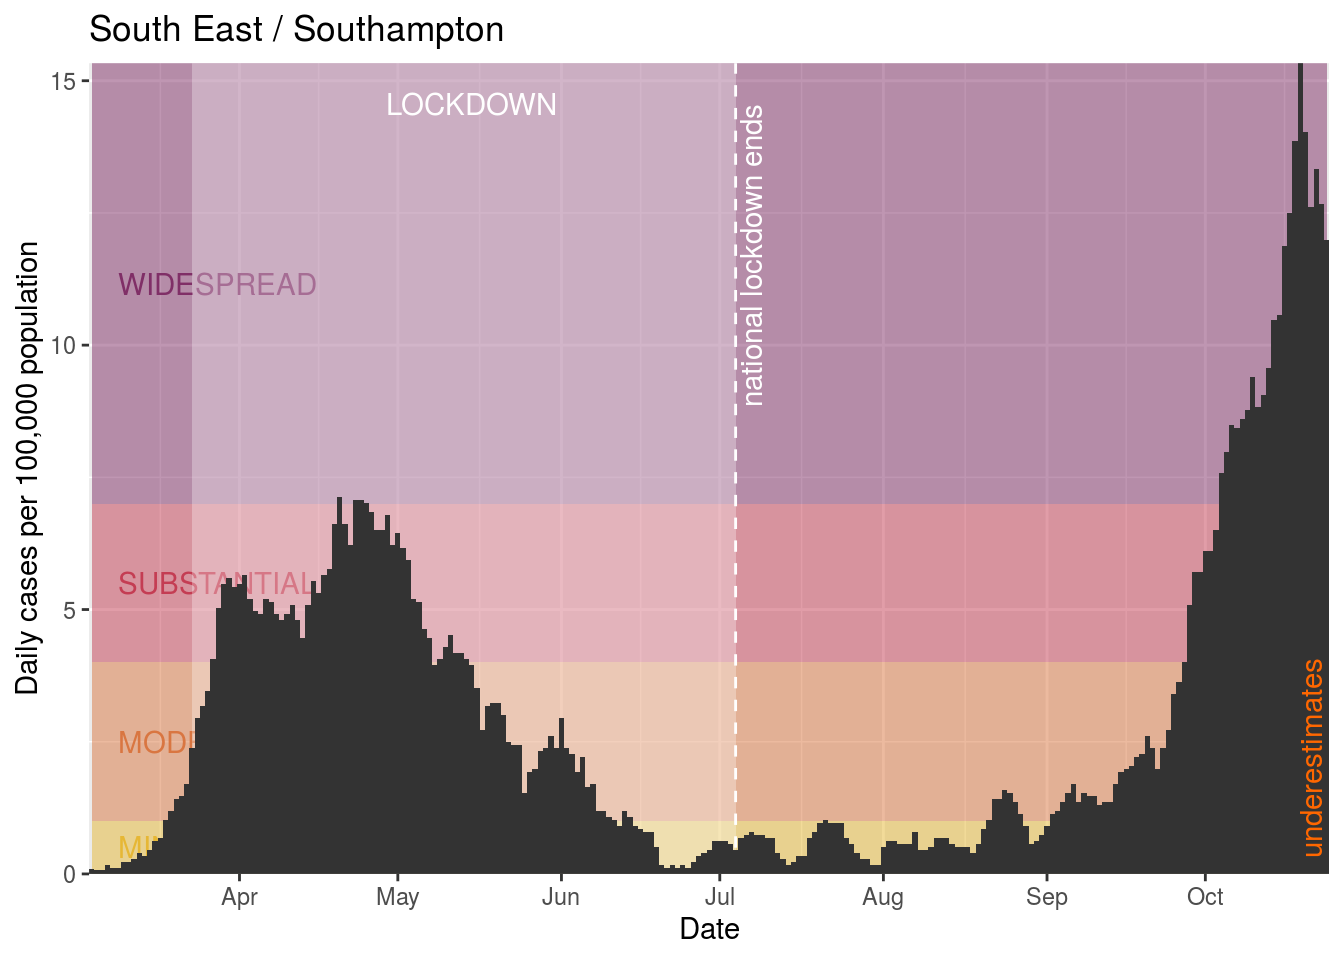 South East / Southampton
Daily cases per 100,000 population
15
10
5
0
LOCKDOWN
national lockdown ends
WIDESPREAD
SUBSTANTIAL
underestimates
Apr
May
Jun
Jul
Aug
Sep
Oct
Date